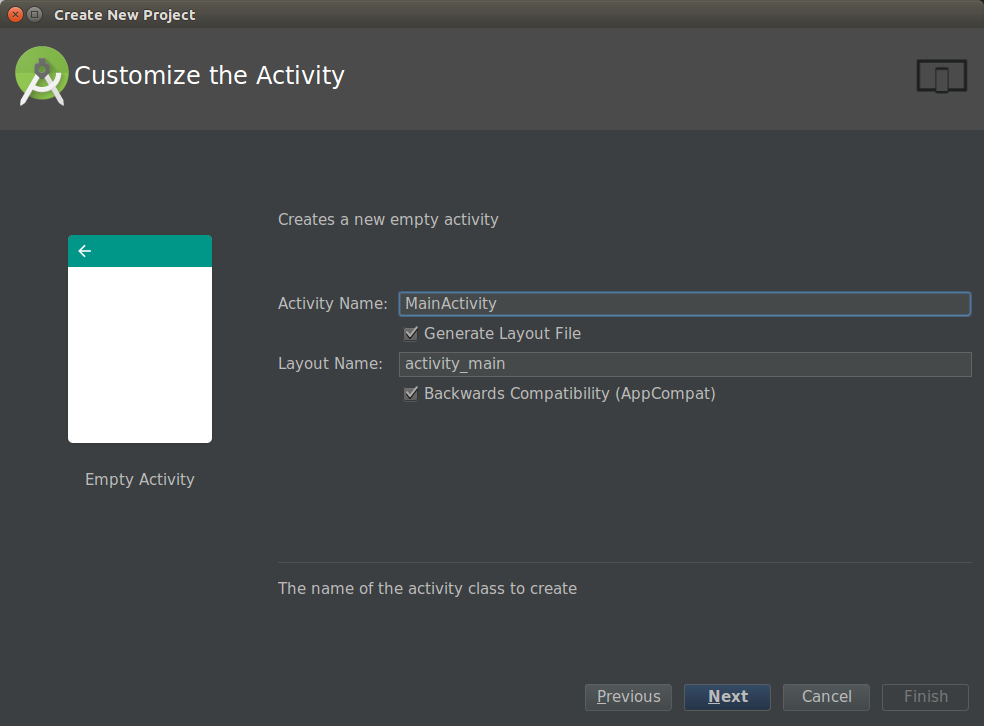 Create New Project
Customize the Activity
Creates a new empty activity
Activity Name: MainActivity
Generate Layout File
Layout Name: activity_main
Backwards Compatibility (AppCompat)
Empty Activity
The name of the activity class to create
Previous Next Cancel Finish